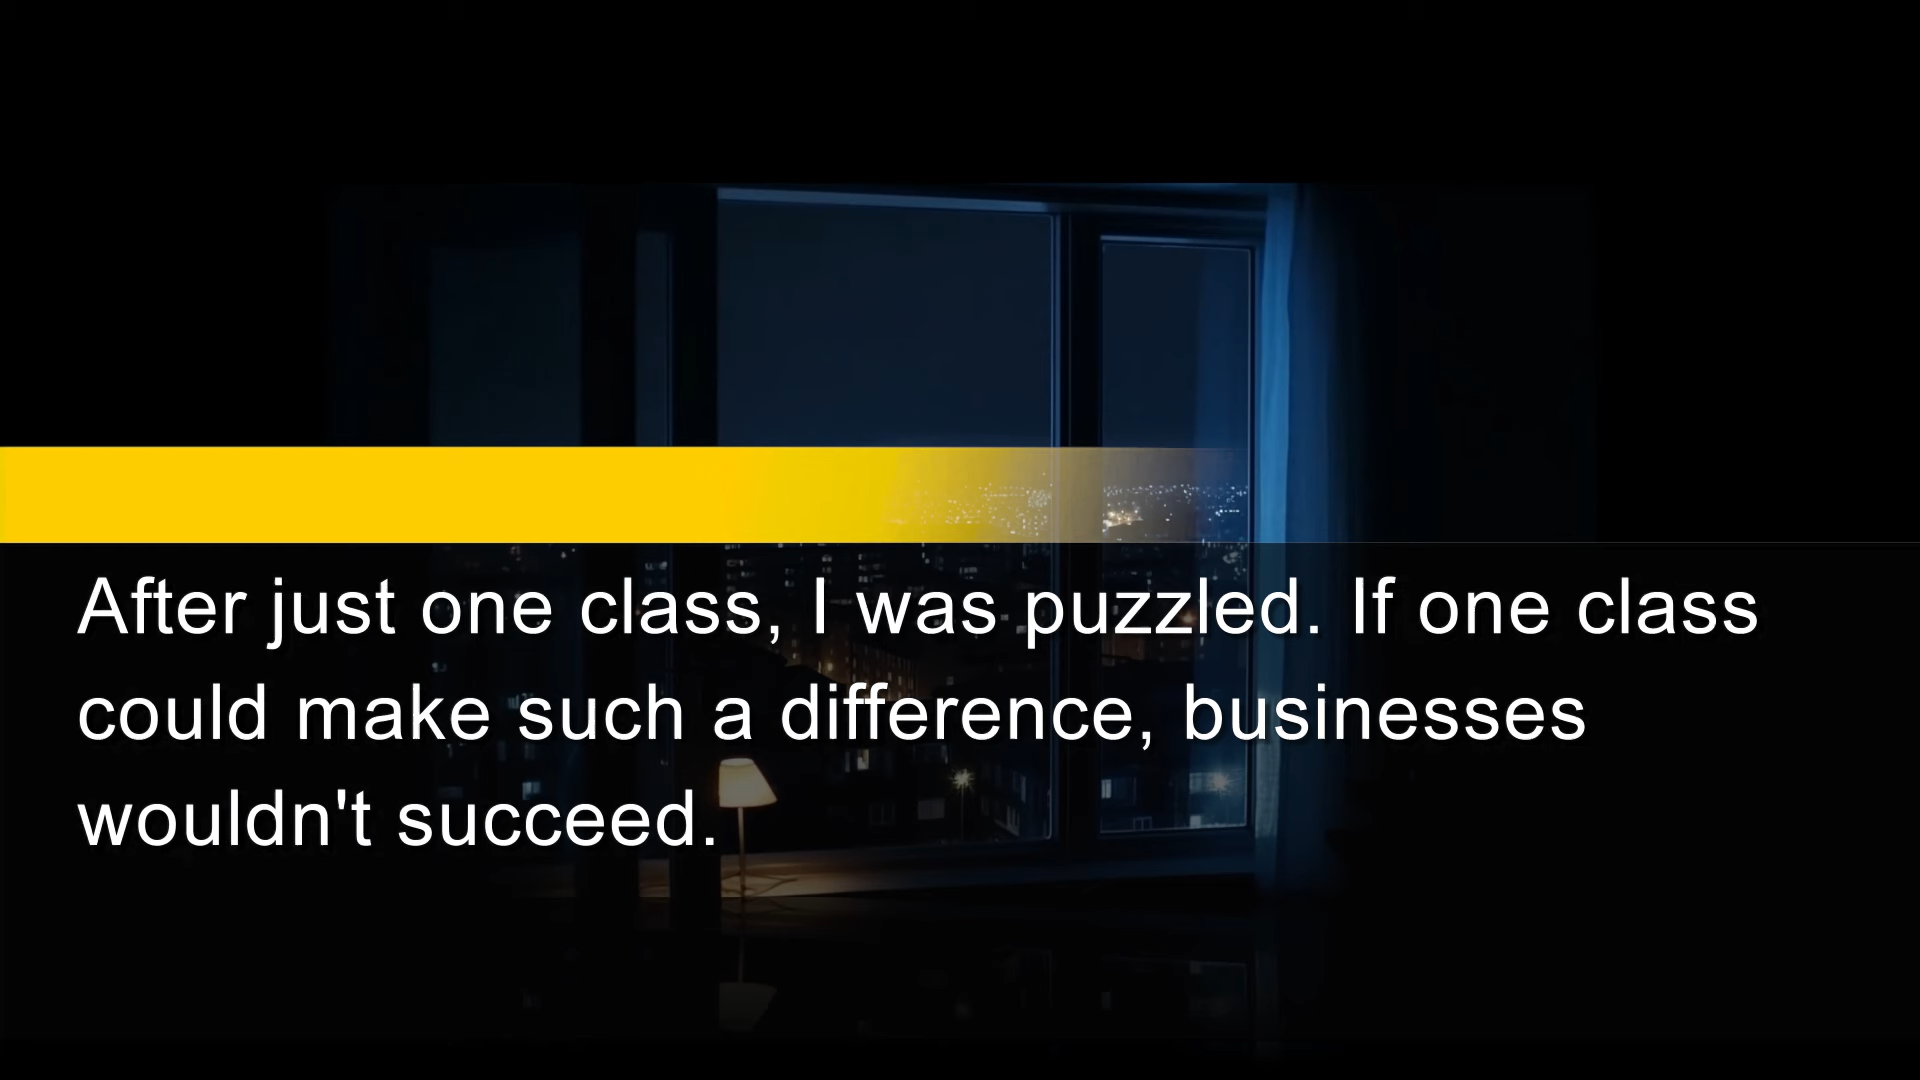 After just one class, I was puzzled. If one class
could make such a difference, businesses
wouldn't succeed.